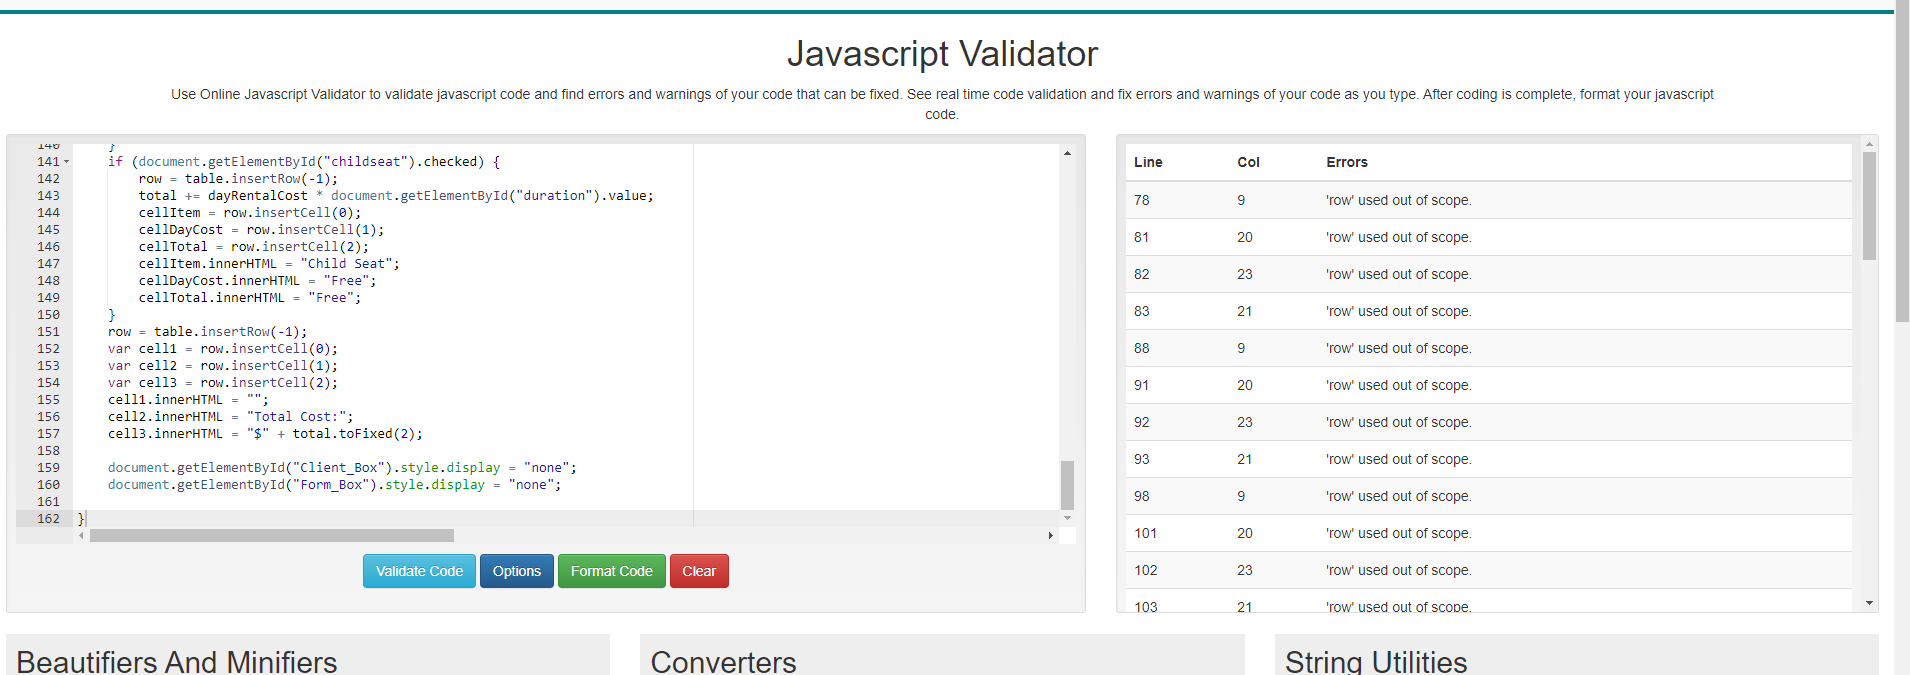 Javascript Validator
Use Online Javascript Validator to validate javascript code and find errors and warnings of your code that can be fixed. See real time code validation and fix errors and warnings of your code as you type. After coding is complete, format your javascript
code.
140 }
141 if (document.getElementById("childseat").checked) {
142 row = table.insertRow(-1);
143 total += dayRentalCost * document.getElementById("duration").value;
144 cellItem = row.insertCell(0);
145 cellDayCost = row.insertCell(1);
146 cellTotal = row.insertCell(2);
147 cellItem.innerHTML = "Child Seat";
148 cellDayCost.innerHTML = "Free";
149 cellTotal.innerHTML = "Free";
150 }
151 row = table.insertRow(-1);
152 var cell1 = row.insertCell(0);
153 var cell2 = row.insertCell(1);
154 var cell3 = row.insertCell(2);
155 cell1.innerHTML = "";
156 cell2.innerHTML = "Total Cost:";
157 cell3.innerHTML = "$" + total.toFixed(2);
158
159 document.getElementById("Client_Box").style.display = "none";
160 document.getElementById("Form_Box").style.display = "none";
161
162 }
Validate Code Options Format Code Clear
Line Col Errors
78 9 'row' used out of scope.
81 20 'row' used out of scope.
82 23 'row' used out of scope.
83 21 'row' used out of scope.
88 9 'row' used out of scope.
91 20 'row' used out of scope.
92 23 'row' used out of scope.
93 21 'row' used out of scope.
98 9 'row' used out of scope.
101 20 'row' used out of scope.
102 23 'row' used out of scope.
103 21 'row' used out of scope.
Beautifiers And Minifiers
Converters
String Utilities